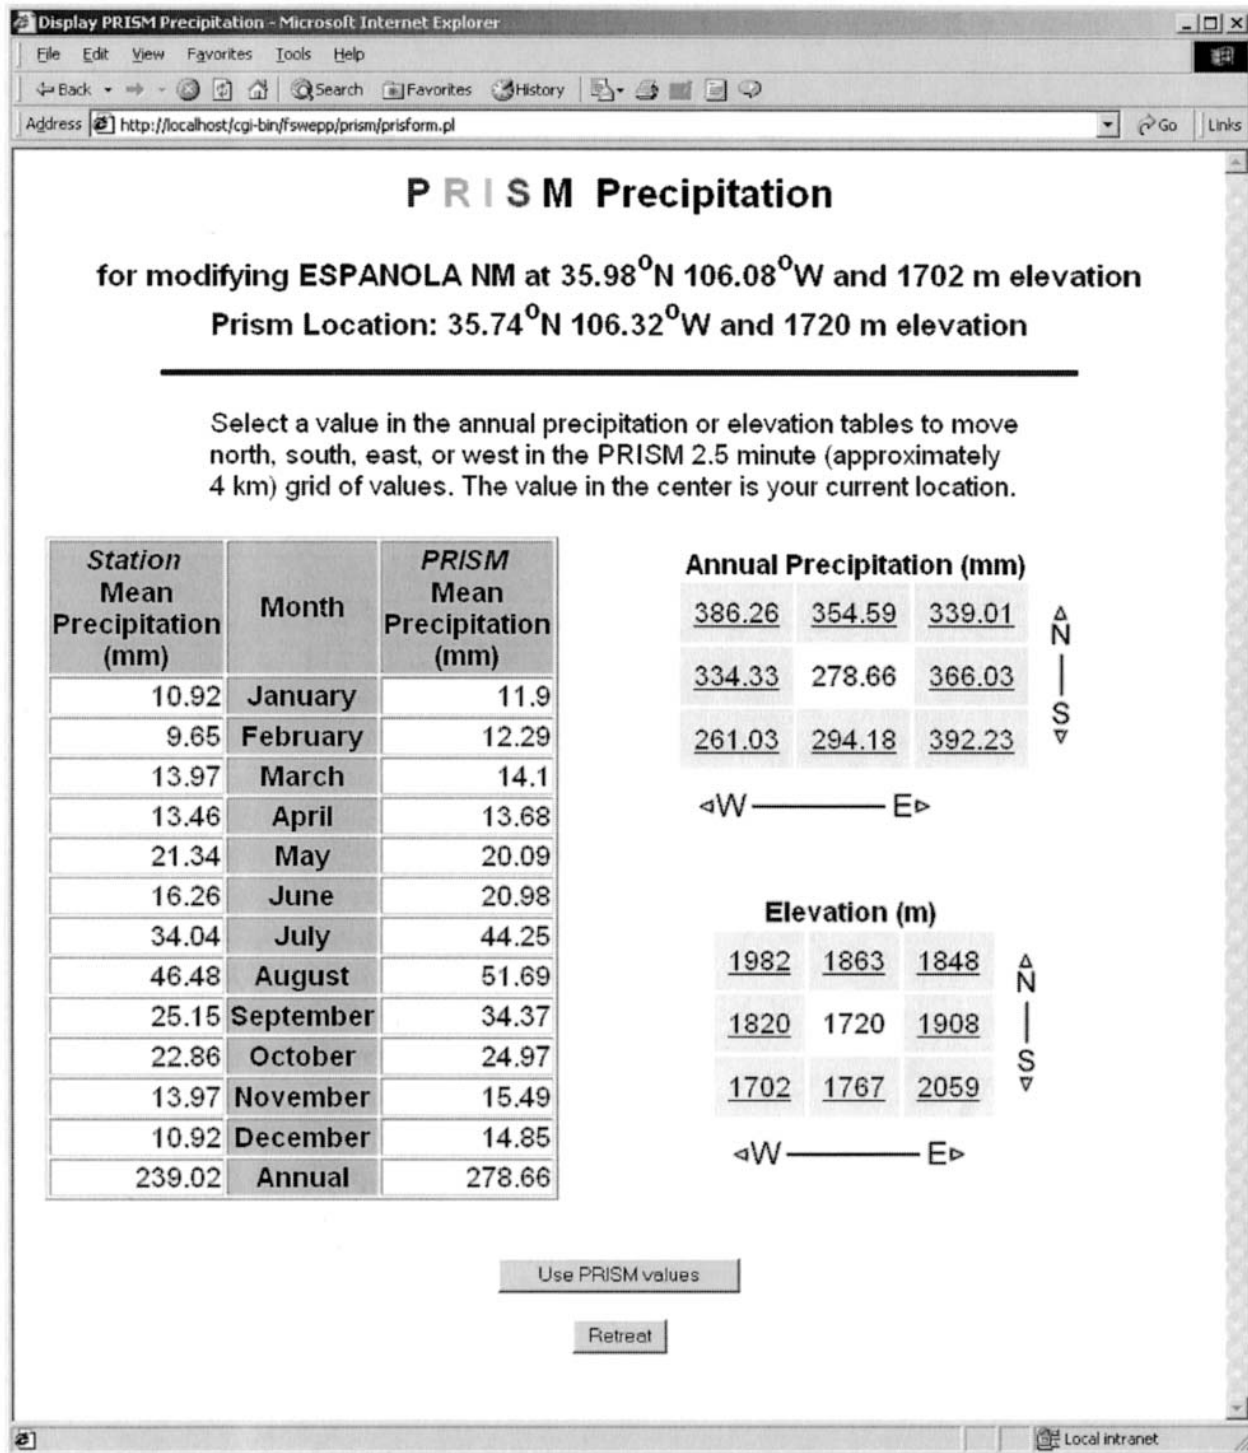 Display PRISM Precipitation - Microsoft Internet Explorer
File Edit View Favorites Tools Help
Back Search Favorites History
Address http://localhost/cgi-bin/fswepp/prism/prisform.pl Go Links
PRISM Precipitation
for modifying ESPANOLA NM at 35.98°N 106.08°W and 1702 m elevation
Prism Location: 35.74°N 106.32°W and 1720 m elevation
Select a value in the annual precipitation or elevation tables to move
north, south, east, or west in the PRISM 2.5 minute (approximately
4 km) grid of values. The value in the center is your current location.
Station Mean Precipitation (mm) Month PRISM Mean Precipitation (mm)
10.92 January 11.9
9.65 February 12.29
13.97 March 14.1
13.46 April 13.68
21.34 May 20.09
16.26 June 20.98
34.04 July 44.25
46.48 August 51.69
25.15 September 34.37
22.86 October 24.97
13.97 November 15.49
10.92 December 14.85
239.02 Annual 278.66
Annual Precipitation (mm)
386.26 354.59 339.01
334.33 278.66 366.03
261.03 294.18 392.23
N
S
W E
Elevation (m)
1982 1863 1848
1820 1720 1908
1702 1767 2059
N
S
W E
Use PRISM values
Retreat
Local intranet